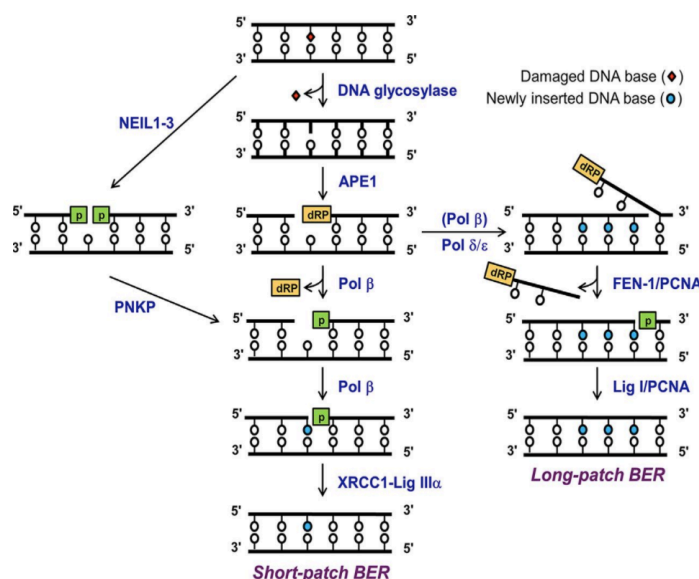 5' 3'
3' 5'
Damaged DNA base (♦)
Newly inserted DNA base (●)
DNA glycosylase
NEIL1-3
APE1
5' p p 3'
3' 5'
5' dRP 3'
3' 5'
(Pol β)
Pol δ/ε
dRP
5' 3'
3' 5'
dRP
Pol β
dRP
FEN-1/PCNA
PNKP
5' p 3'
3' 5'
5' p 3'
3' 5'
Pol β
Lig I/PCNA
5' p 3'
3' 5'
5' 3'
3' 5'
XRCC1-Lig IIIα
Long-patch BER
5' 3'
3' 5'
Short-patch BER